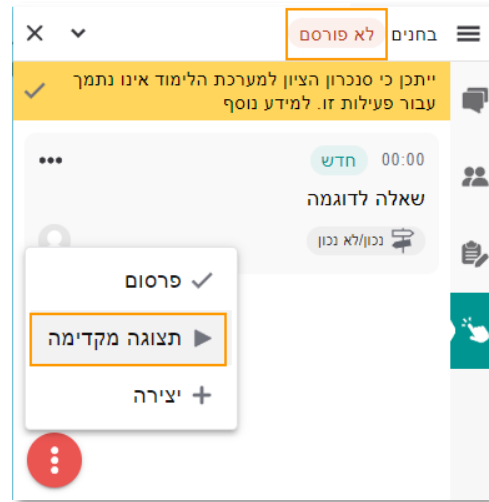 בחנים לא פורסם
ייתכן כי סנכרון הציון למערכת הלימוד אינו נתמך
עבור פעילות זו. למידע נוסף
00:00 חדש
שאלה לדוגמה
נכון/לא נכון
פרסום
תצוגה מקדימה
יצירה